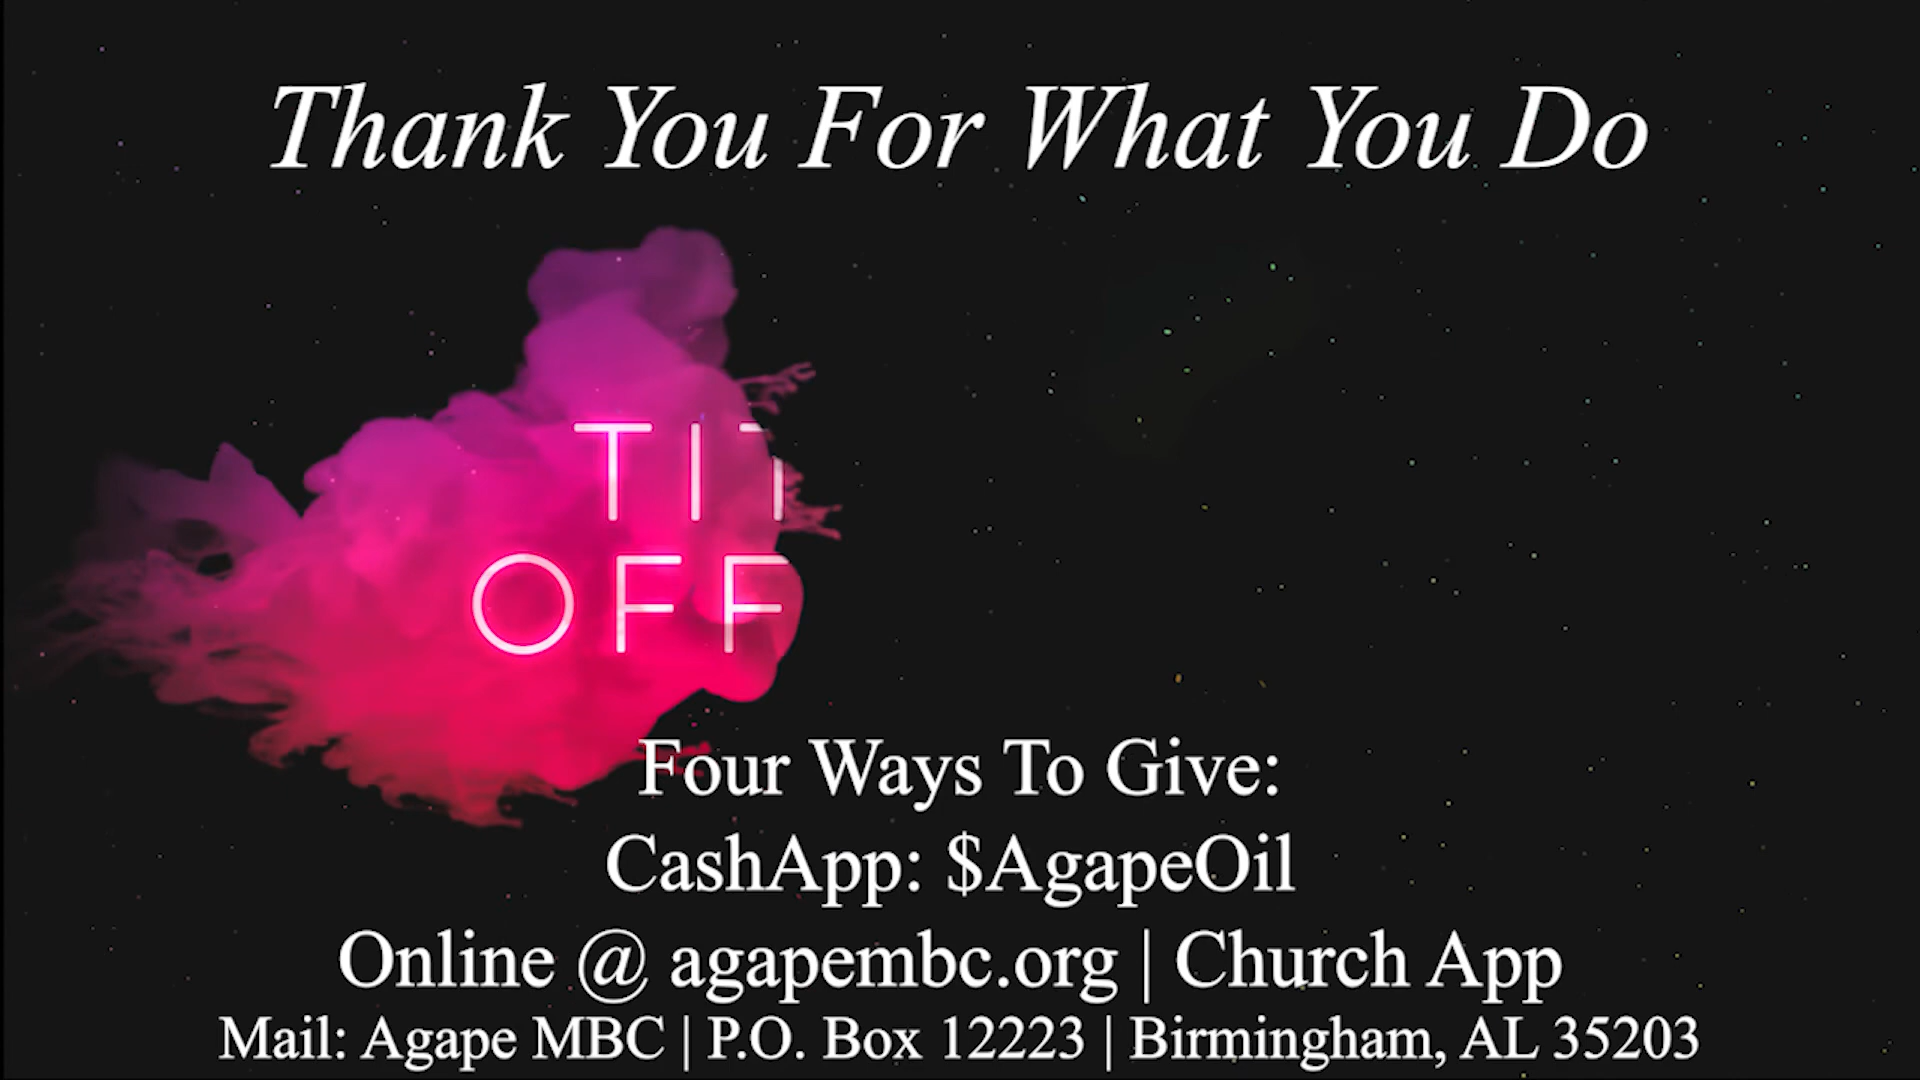 Thank You For What You Do
TIT
OFF
Four Ways To Give:
CashApp: $AgapeOil
Online @ agapembc.org | Church App
Mail: Agape MBC | P.O. Box 12223 | Birmingham, AL 35203